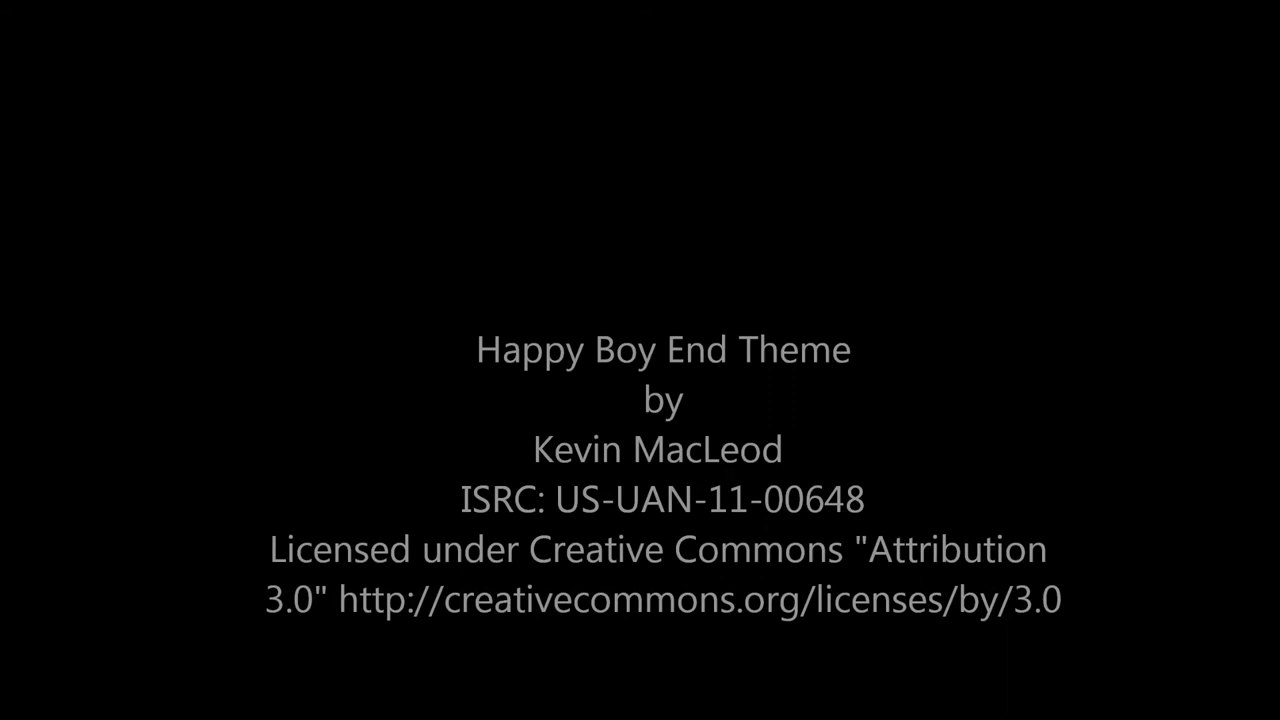 Happy Boy End Theme
by
Kevin MacLeod
ISRC: US-UAN-11-00648
Licensed under Creative Commons "Attribution
3.0" http://creativecommons.org/licenses/by/3.0